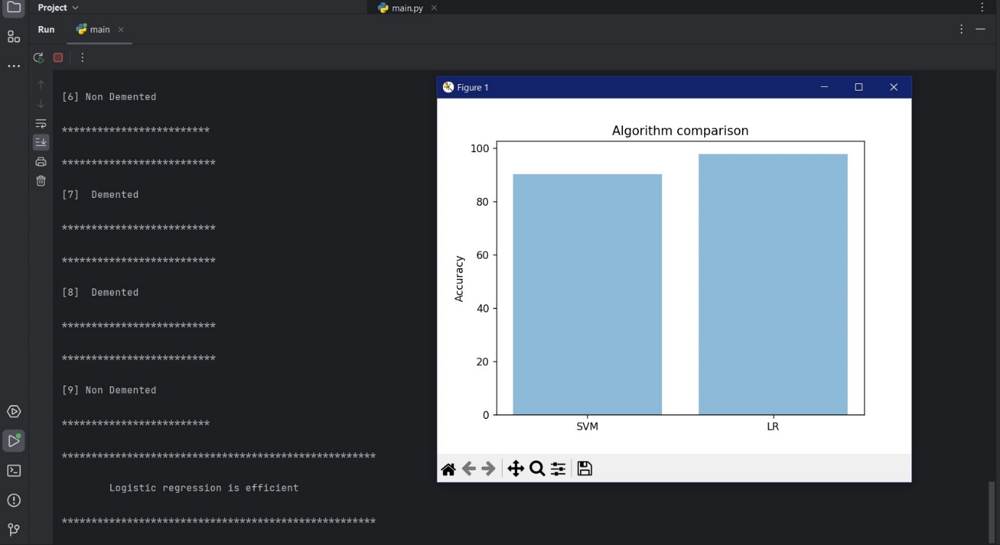 Project
main.py
Run
main
[6] Non Demented
*************************
**************************
[7]  Demented
**************************
**************************
[8]  Demented
**************************
**************************
[9] Non Demented
*************************
*****************************************************
Logistic regression is efficient
*****************************************************
Figure 1
Algorithm comparison
100
80
60
40
20
0
Accuracy
SVM
LR